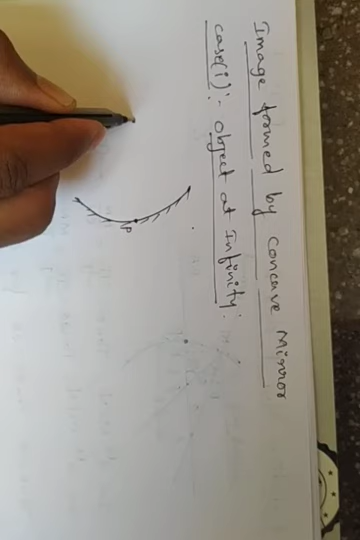 Image formed by concave mirror
case(i):- object at Infinity:
P